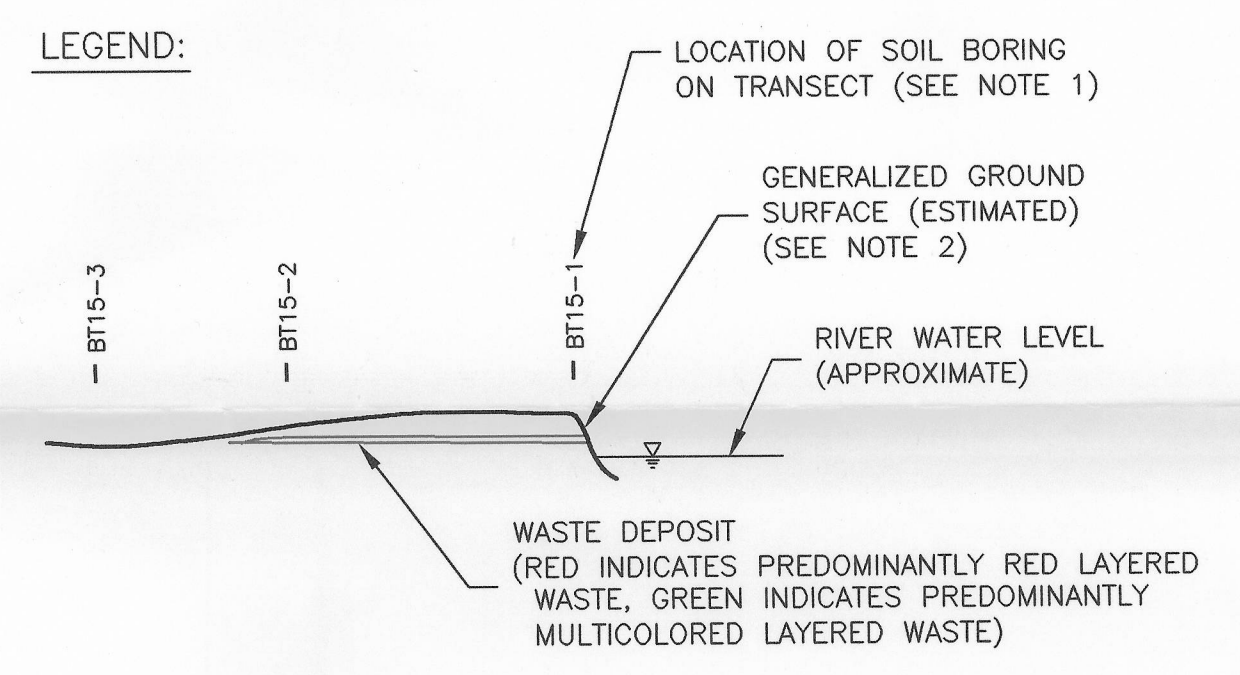 LEGEND:
LOCATION OF SOIL BORING
ON TRANSECT (SEE NOTE 1)
GENERALIZED GROUND
SURFACE (ESTIMATED)
(SEE NOTE 2)
BT15-3
BT15-2
BT15-1
RIVER WATER LEVEL
(APPROXIMATE)
WASTE DEPOSIT
(RED INDICATES PREDOMINANTLY RED LAYERED
WASTE, GREEN INDICATES PREDOMINANTLY
MULTICOLORED LAYERED WASTE)